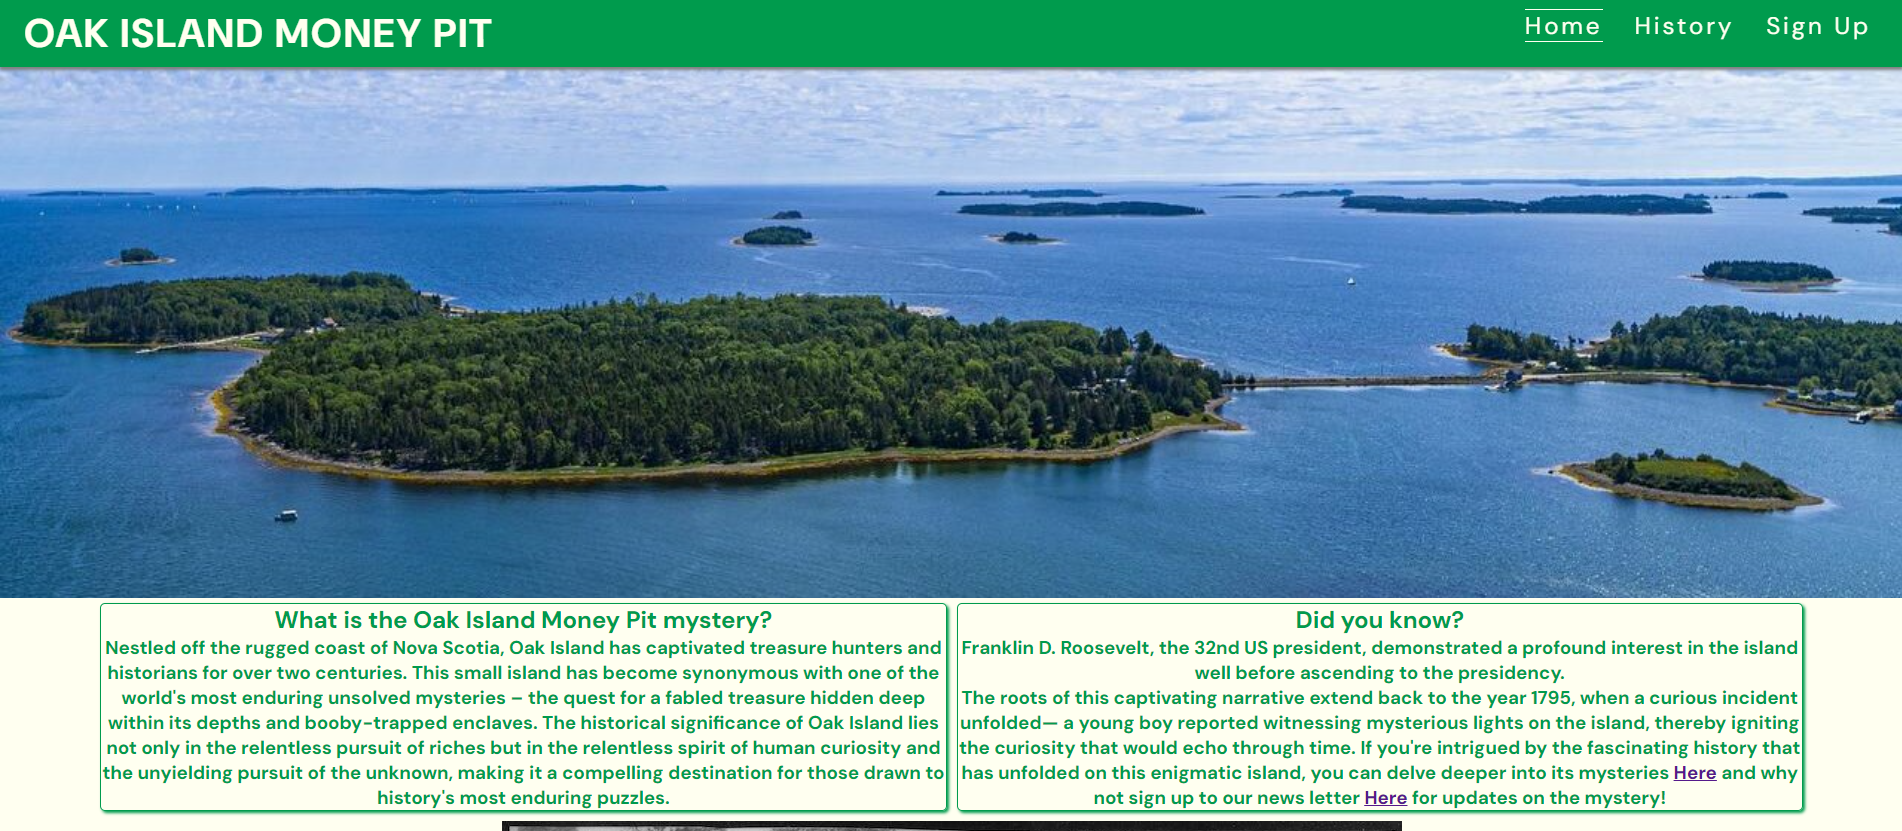 OAK ISLAND MONEY PIT
Home History Sign Up
What is the Oak Island Money Pit mystery?
Nestled off the rugged coast of Nova Scotia, Oak Island has captivated treasure hunters and
historians for over two centuries. This small island has become synonymous with one of the
world's most enduring unsolved mysteries – the quest for a fabled treasure hidden deep
within its depths and booby-trapped enclaves. The historical significance of Oak Island lies
not only in the relentless pursuit of riches but in the relentless spirit of human curiosity and
the unyielding pursuit of the unknown, making it a compelling destination for those drawn to
history's most enduring puzzles.
Did you know?
Franklin D. Roosevelt, the 32nd US president, demonstrated a profound interest in the island
well before ascending to the presidency.
The roots of this captivating narrative extend back to the year 1795, when a curious incident
unfolded— a young boy reported witnessing mysterious lights on the island, thereby igniting
the curiosity that would echo through time. If you're intrigued by the fascinating history that
has unfolded on this enigmatic island, you can delve deeper into its mysteries Here and why
not sign up to our news letter Here for updates on the mystery!